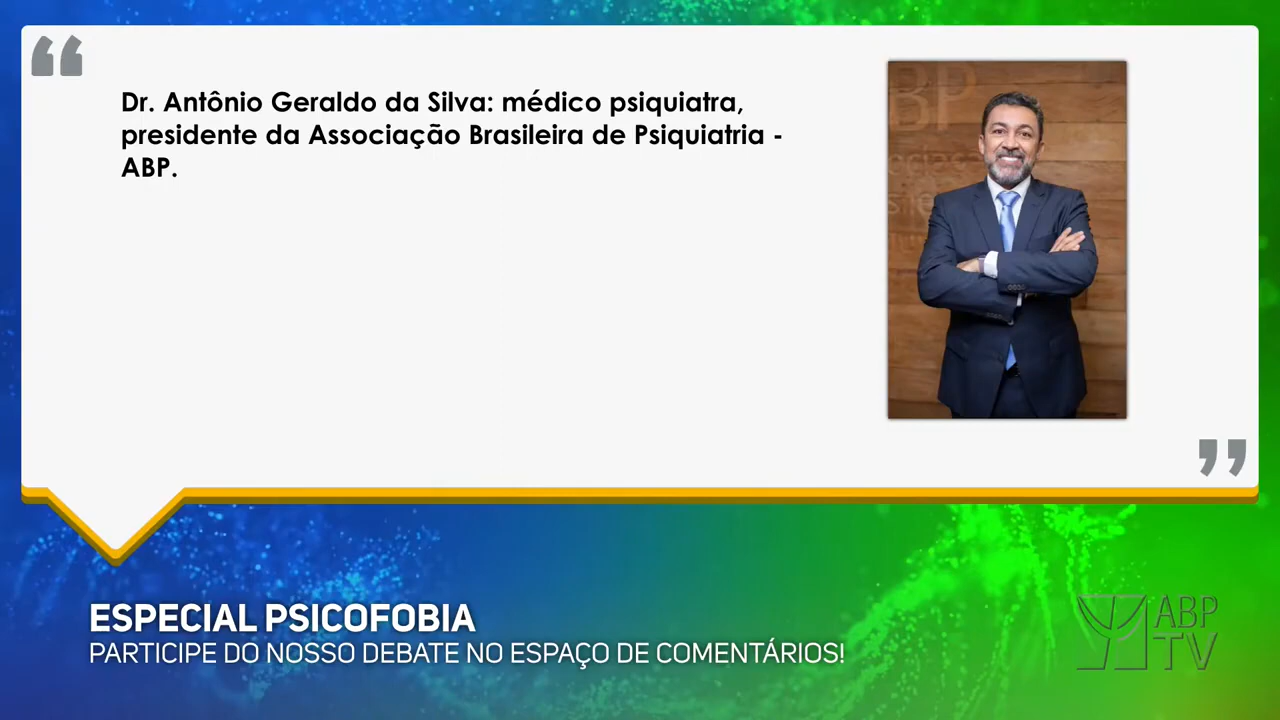 Dr. Antônio Geraldo da Silva: médico psiquiatra,
presidente da Associação Brasileira de Psiquiatria -
ABP.
BP
ESPECIAL PSICOFOBIA
PARTICIPE DO NOSSO DEBATE NO ESPAÇO DE COMENTÁRIOS!
ABP
TV